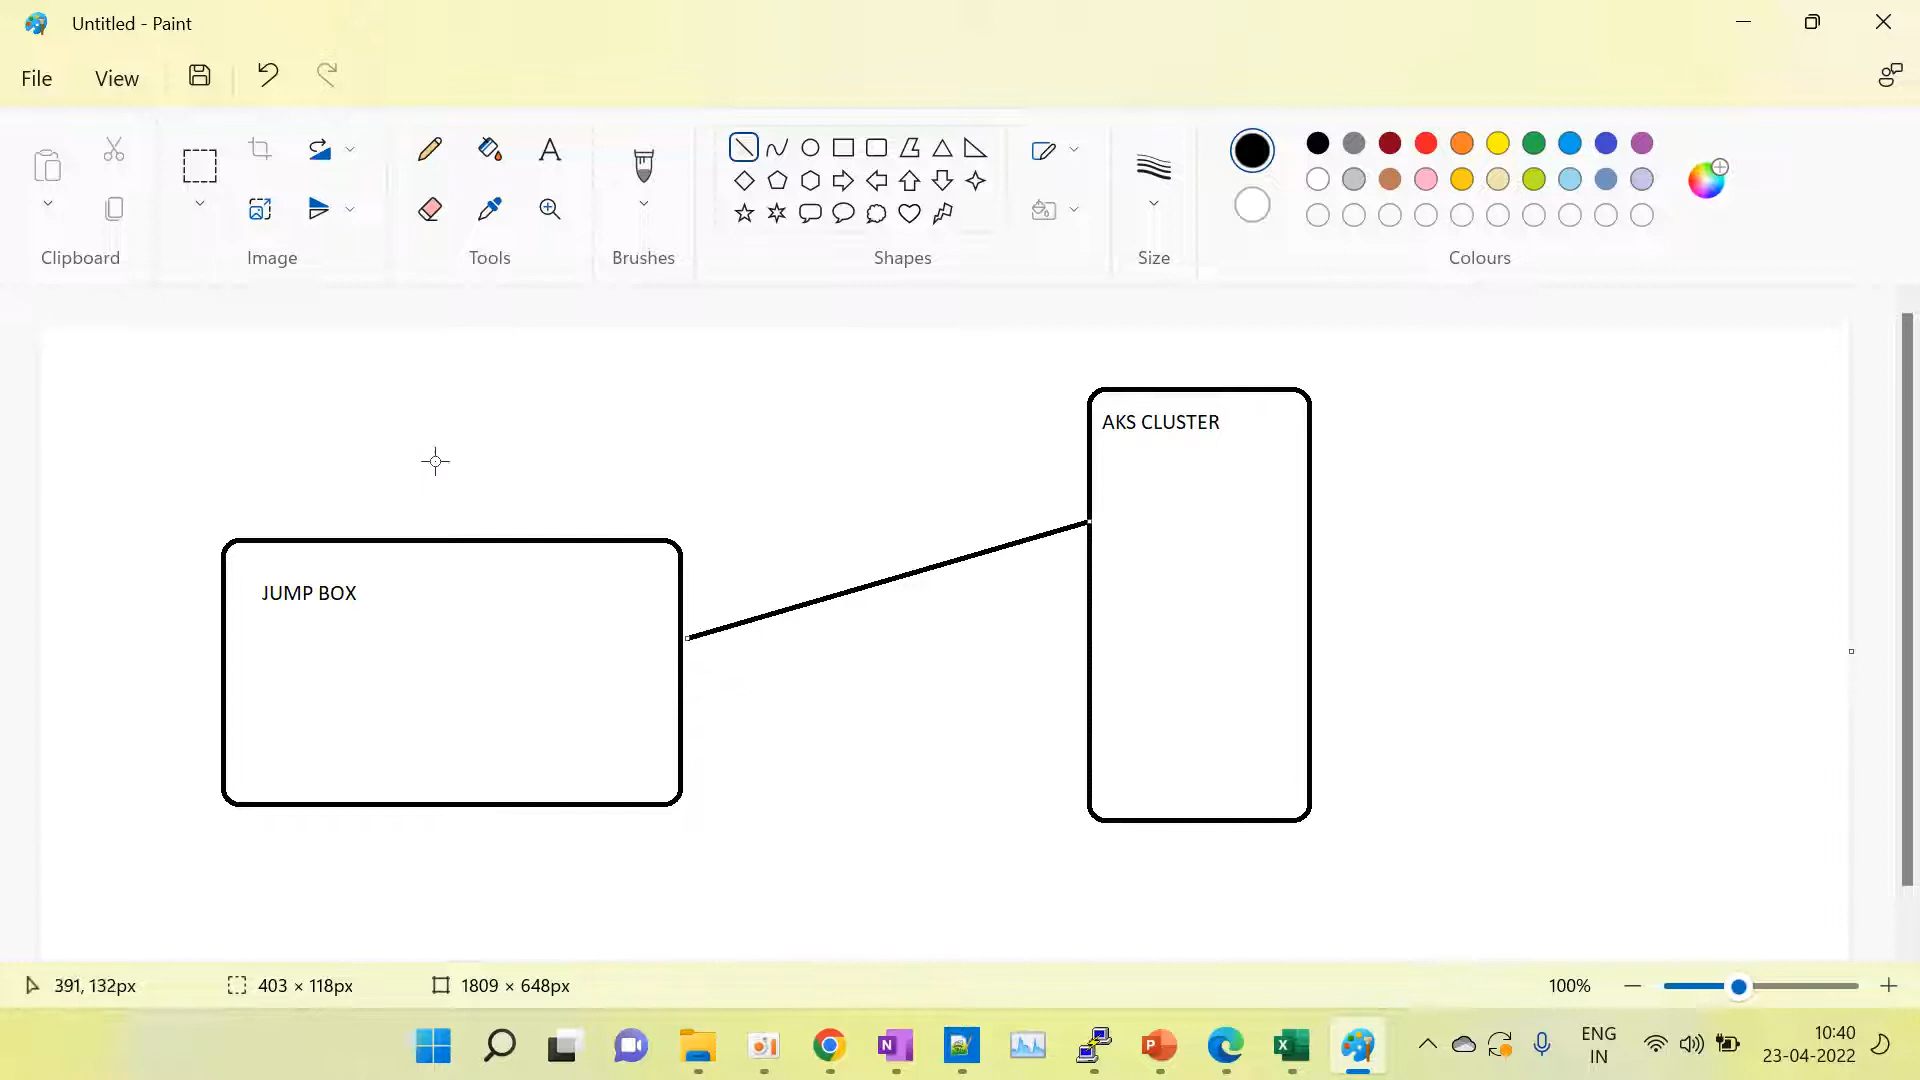 Untitled - Paint
File View
Clipboard
Image
Tools
Brushes
Shapes
Size
Colours
AKS CLUSTER
JUMP BOX
391, 132px
403 × 118px
1809 × 648px
100%
ENG
IN
10:40
23-04-2022